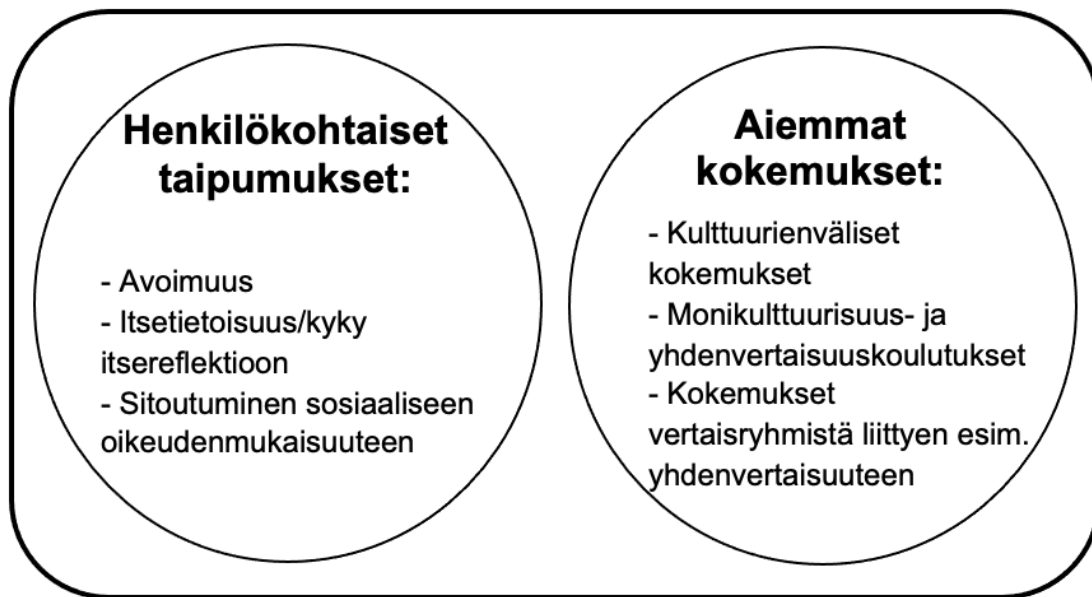 Henkilökohtaiset
taipumukset:
- Avoimuus
- Itsetietoisuus/kyky
itsereflektioon
- Sitoutuminen sosiaaliseen
oikeudenmukaisuuteen
Aiemmat
kokemukset:
- Kulttuurienväliset
kokemukset
- Monikulttuurisuus- ja
yhdenvertaisuuskoulutukset
- Kokemukset
vertaisryhmistä liittyen esim.
yhdenvertaisuuteen